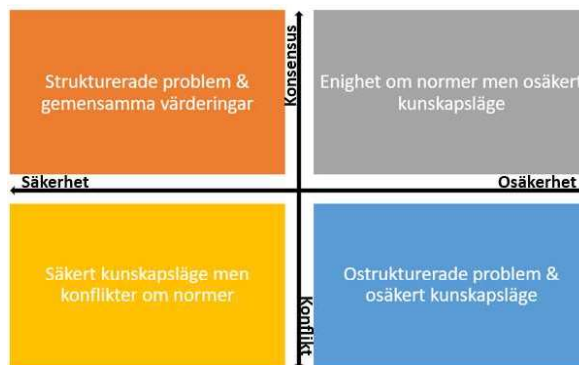 Strukturerade problem &
gemensamma värderingar
Konsensus
Enighet om normer men osäkert
kunskapsläge
Säkerhet
Osäkerhet
Säkert kunskapsläge men
konflikter om normer
Konflikt
Ostrukturerade problem &
osäkert kunskapsläge